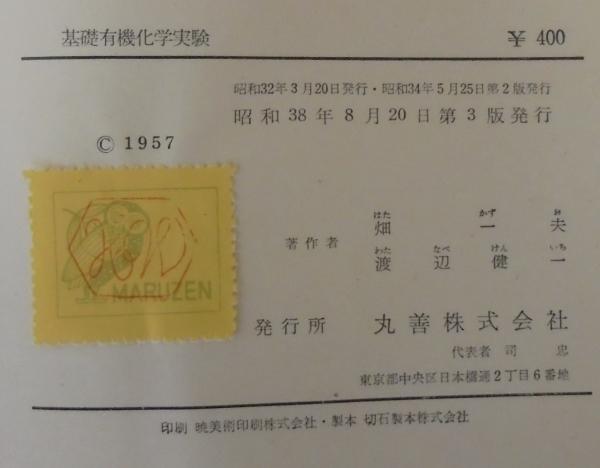 基礎有機化学実験 ¥ 400
昭和32年3月20日発行・昭和34年5月25日第2版発行
昭和38年8月20日第3版発行
© 1957
MARUZEN
はた かず お
畑 一 夫
著作者
わた なべ けん いち
渡 辺 健 一
発行所 丸善株式会社
代表者 司 忠
東京都中央区日本橋通2丁目6番地
印刷 暁美術印刷株式会社・製本 切石製本株式会社